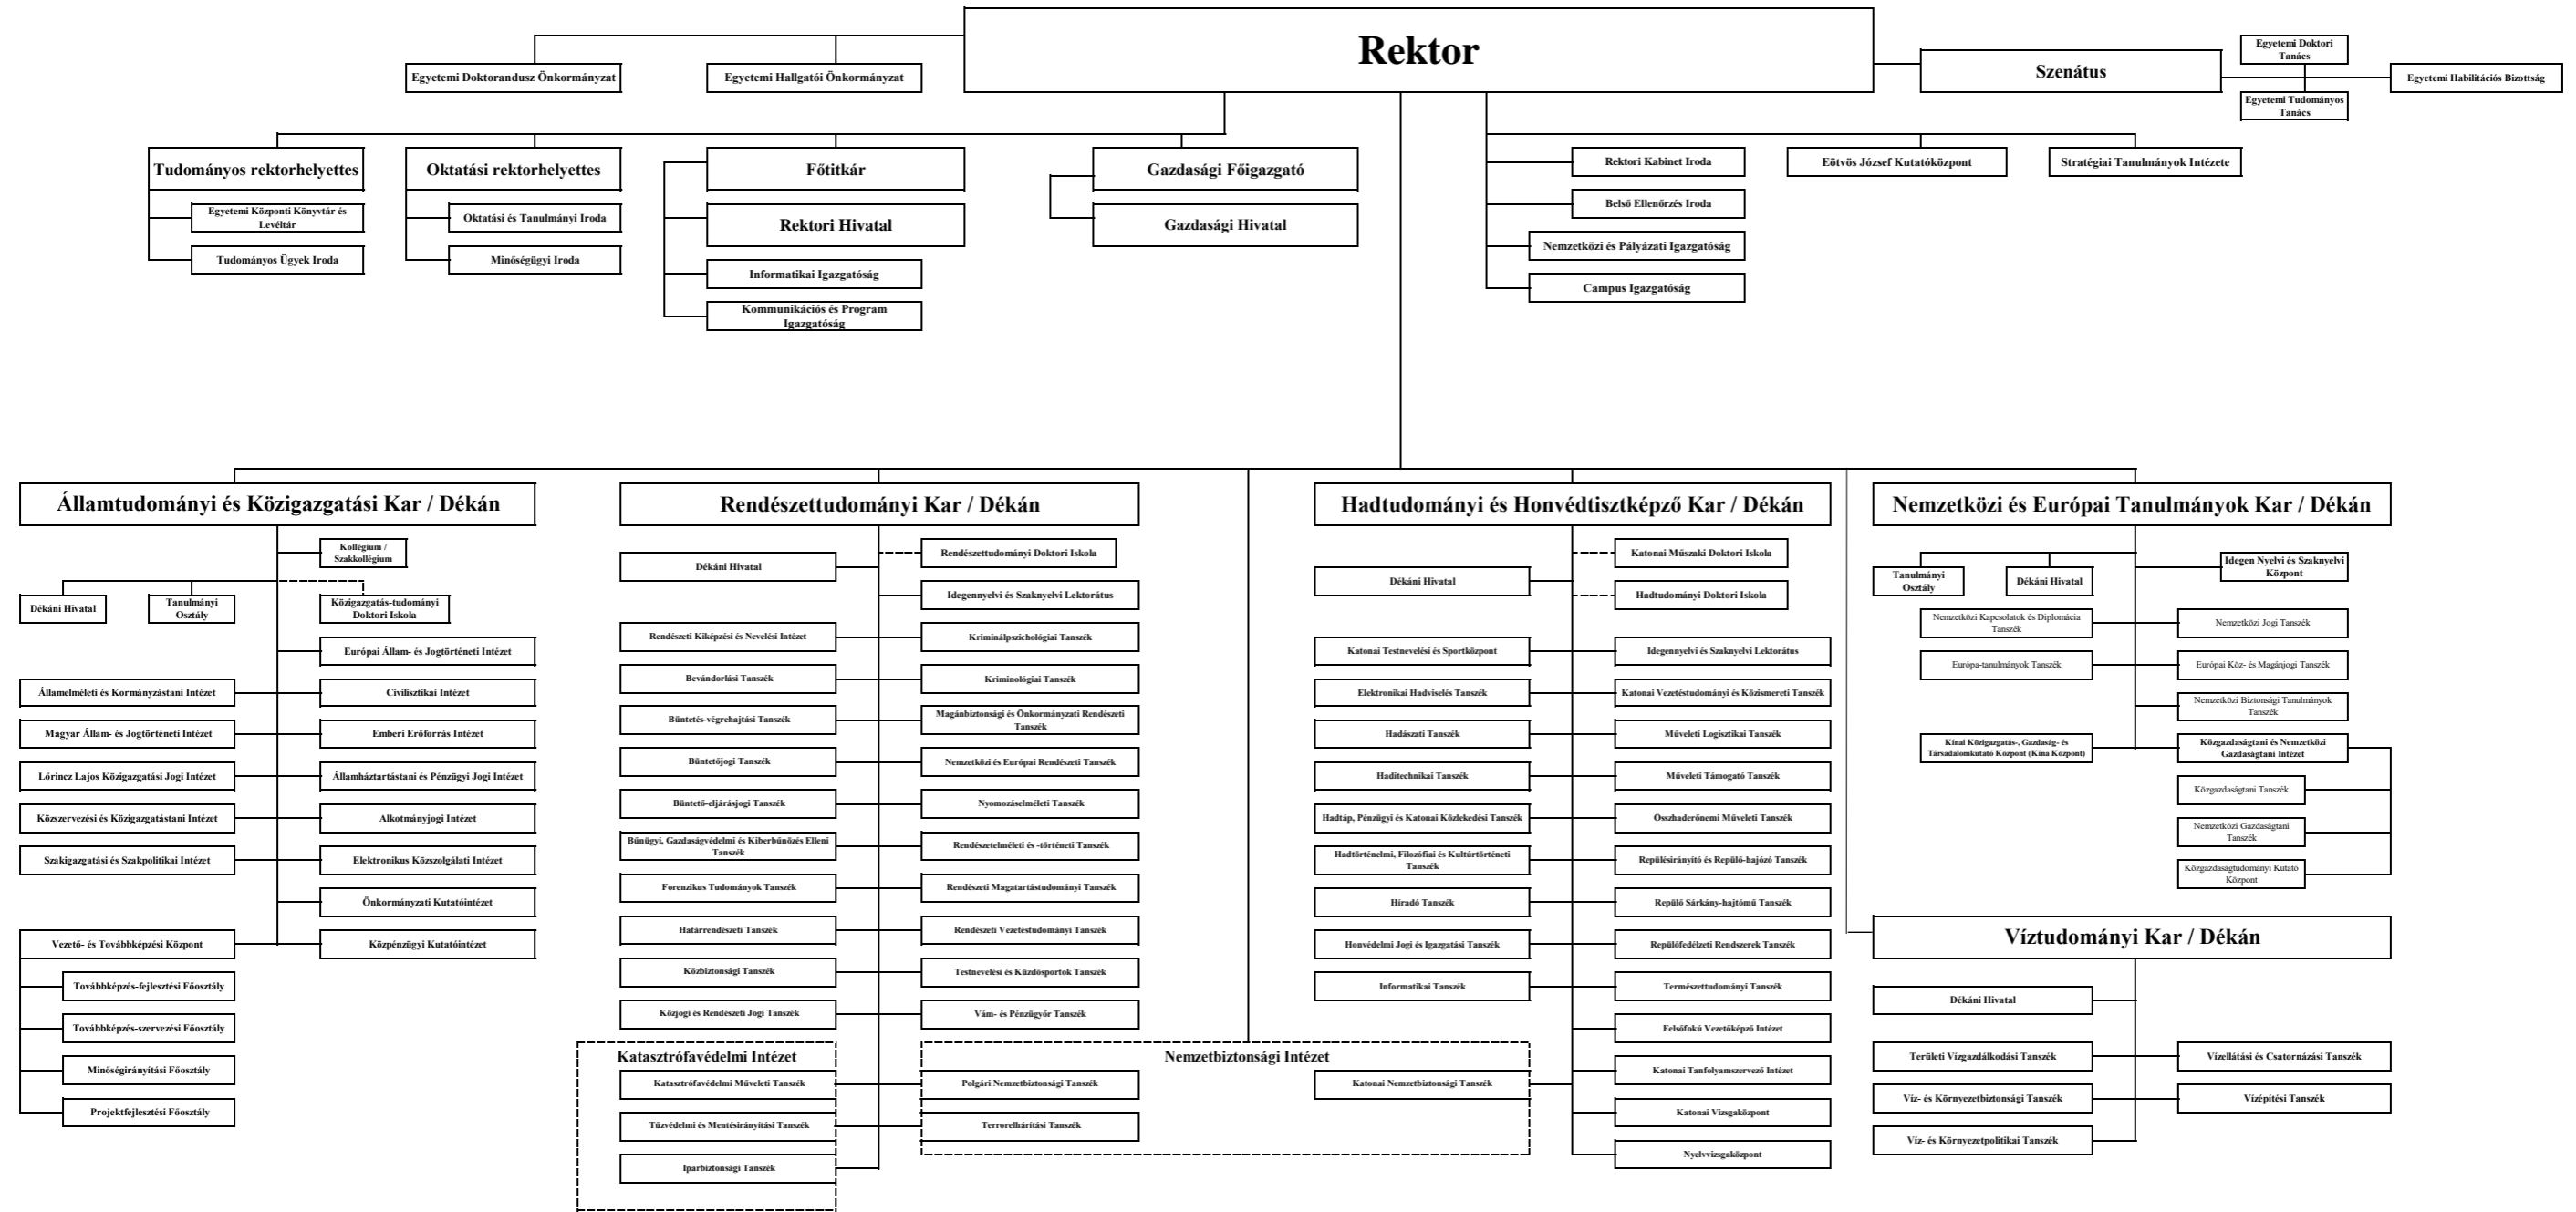 Rektor
Egyetemi Doktorandusz Önkormányzat
Egyetemi Hallgatói Önkormányzat
Szenátus
Egyetemi Doktori
Tanács
Egyetemi Habilitációs Bizottság
Egyetemi Tudományos
Tanács
Tudományos rektorhelyettes
Egyetemi Központi Könyvtár és
Levéltár
Tudományos Ügyek Iroda
Oktatási rektorhelyettes
Oktatási és Tanulmányi Iroda
Minőségügyi Iroda
Főtitkár
Rektori Hivatal
Informatikai Igazgatóság
Kommunikációs és Program
Igazgatóság
Gazdasági Főigazgató
Gazdasági Hivatal
Rektori Kabinet Iroda
Belső Ellenőrzés Iroda
Nemzetközi és Pályázati Igazgatóság
Campus Igazgatóság
Eötvös József Kutatóközpont
Stratégiai Tanulmányok Intézete
Államtudományi és Közigazgatási Kar / Dékán
Kollégium /
Szakkollégium
Dékáni Hivatal
Tanulmányi
Osztály
Közigazgatás-tudományi
Doktori Iskola
Európai Állam- és Jogtörténeti Intézet
Államelméleti és Kormányzástani Intézet
Civilisztikai Intézet
Magyar Állam- és Jogtörténeti Intézet
Emberi Erőforrás Intézet
Lőrincz Lajos Közigazgatási Jogi Intézet
Államháztartástani és Pénzügyi Jogi Intézet
Közszervezési és Közigazgatástani Intézet
Alkotmányjogi Intézet
Szakigazgatási és Szakpolitikai Intézet
Elektronikus Közszolgálati Intézet
Önkormányzati Kutatóintézet
Vezető- és Továbbképzési Központ
Közpénzügyi Kutatóintézet
Továbbképzés-fejlesztési Főosztály
Továbbképzés-szervezési Főosztály
Minőségirányítási Főosztály
Projektfejlesztési Főosztály
Rendészettudományi Kar / Dékán
Rendészettudományi Doktori Iskola
Dékáni Hivatal
Idegennyelvi és Szaknyelvi Lektorátus
Rendészeti Kiképzési és Nevelési Intézet
Kriminálpszichológiai Tanszék
Bevándorlási Tanszék
Kriminológiai Tanszék
Büntetés-végrehajtási Tanszék
Magánbiztonsági és Önkormányzati Rendészeti
Tanszék
Büntetőjogi Tanszék
Nemzetközi és Európai Rendészeti Tanszék
Büntető-eljárásjogi Tanszék
Nyomozáselméleti Tanszék
Bűnügyi, Gazdaságvédelmi és Kiberbűnözés Elleni
Tanszék
Rendészetelméleti és -történeti Tanszék
Forenzikus Tudományok Tanszék
Rendészeti Magatartástudományi Tanszék
Határrendészeti Tanszék
Rendészeti Vezetéstudományi Tanszék
Közbiztonsági Tanszék
Testnevelési és Küzdősportok Tanszék
Közjogi és Rendészeti Jogi Tanszék
Vám- és Pénzügyőr Tanszék
Katasztrófavédelmi Intézet
Katasztrófavédelmi Műveleti Tanszék
Tűzvédelmi és Mentésirányítási Tanszék
Iparbiztonsági Tanszék
Nemzetbiztonsági Intézet
Polgári Nemzetbiztonsági Tanszék
Katonai Nemzetbiztonsági Tanszék
Terrorelhárítási Tanszék
Hadtudományi és Honvédtisztképző Kar / Dékán
Katonai Műszaki Doktori Iskola
Dékáni Hivatal
Hadtudományi Doktori Iskola
Katonai Testnevelési és Sportközpont
Idegennyelvi és Szaknyelvi Lektorátus
Elektronikai Hadviselés Tanszék
Katonai Vezetéstudományi és Közismereti Tanszék
Hadászati Tanszék
Műveleti Logisztikai Tanszék
Haditechnikai Tanszék
Műveleti Támogató Tanszék
Hadtáp, Pénzügyi és Katonai Közlekedési Tanszék
Összhaderőnemi Műveleti Tanszék
Hadtörténelmi, Filozófiai és Kultúrtörténeti
Tanszék
Repülésirányító és Repülő-hajózó Tanszék
Híradó Tanszék
Repülő Sárkány-hajtómű Tanszék
Honvédelmi Jogi és Igazgatási Tanszék
Repülőfedélzeti Rendszerek Tanszék
Informatikai Tanszék
Természettudományi Tanszék
Felsőfokú Vezetőképző Intézet
Katonai Tanfolyamszervező Intézet
Katonai Vizsgaközpont
Nyelvvizsgaközpont
Nemzetközi és Európai Tanulmányok Kar / Dékán
Tanulmányi
Osztály
Dékáni Hivatal
Idegen Nyelvi és Szaknyelvi
Központ
Nemzetközi Kapcsolatok és Diplomácia
Tanszék
Nemzetközi Jogi Tanszék
Európa-tanulmányok Tanszék
Európai Köz- és Magánjogi Tanszék
Nemzetközi Biztonsági Tanulmányok
Tanszék
Kínai Közigazgatás-, Gazdaság- és
Társadalomkutató Központ (Kína Központ)
Közgazdaságtani és Nemzetközi
Gazdaságtani Intézet
Közgazdaságtani Tanszék
Nemzetközi Gazdaságtani
Tanszék
Közgazdaságtudományi Kutató
Központ
Víztudományi Kar / Dékán
Dékáni Hivatal
Területi Vízgazdálkodási Tanszék
Vízellátási és Csatornázási Tanszék
Víz- és Környezetbiztonsági Tanszék
Vízépítési Tanszék
Víz- és Környezetpolitikai Tanszék